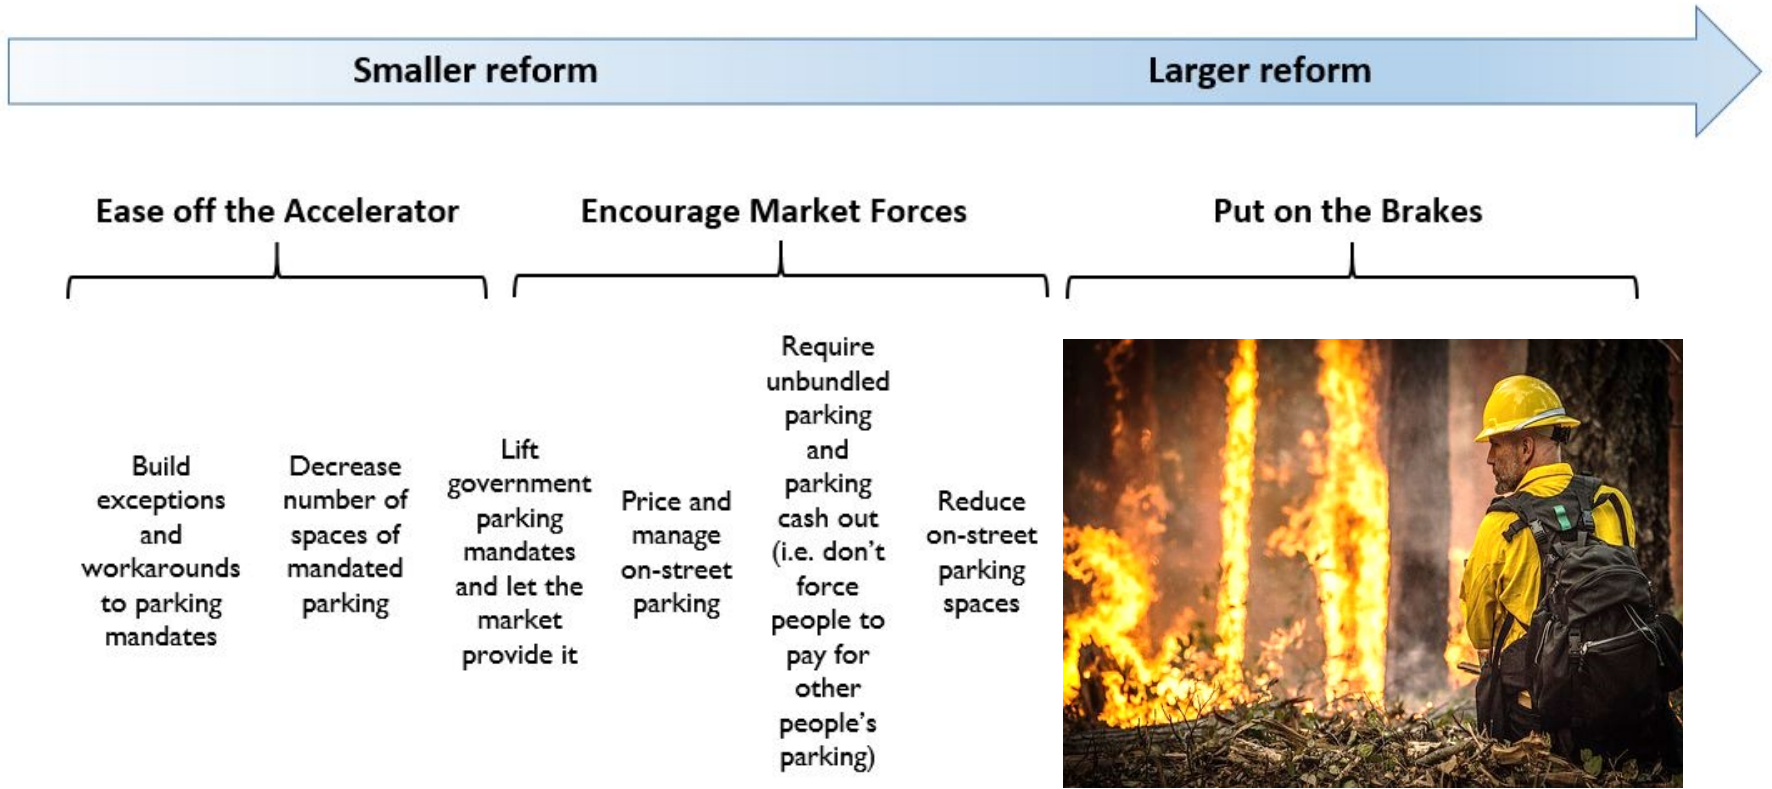 Smaller reform
Larger reform
Ease off the Accelerator
Encourage Market Forces
Put on the Brakes
Build
exceptions
and
workarounds
to parking
mandates
Decrease
number of
spaces of
mandated
parking
Lift
government
parking
mandates
and let the
market
provide it
Price and
manage
on-street
parking
Require
unbundled
parking
and
parking
cash out
(i.e. don’t
force
people to
pay for
other
people’s
parking)
Reduce
on-street
parking
spaces